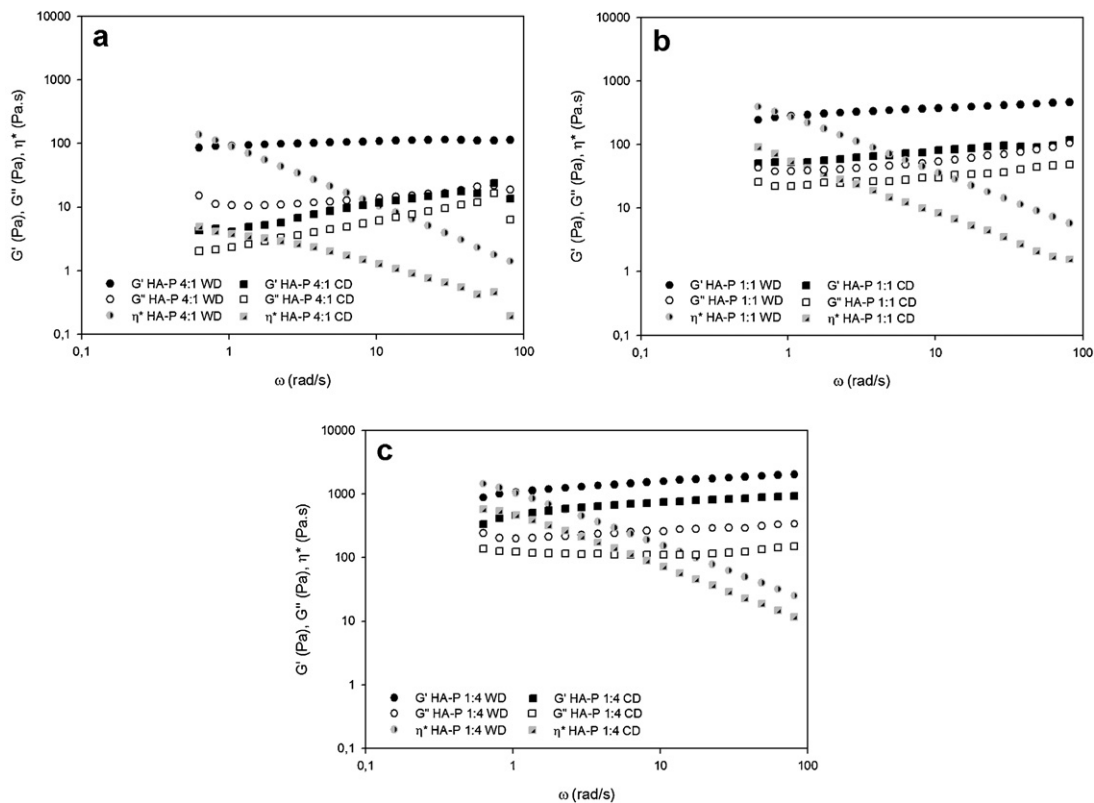 a
10000
1000
100
10
1
0,1
G' (Pa), G" (Pa), η* (Pa.s)
G' HA-P 4:1 WD
G" HA-P 4:1 WD
η* HA-P 4:1 WD
G' HA-P 4:1 CD
G" HA-P 4:1 CD
η* HA-P 4:1 CD
0,1
1
10
100
ω (rad/s)
b
10000
1000
100
10
1
0,1
G' (Pa), G" (Pa), η* (Pa.s)
G' HA-P 1:1 WD
G" HA-P 1:1 WD
η* HA-P 1:1 WD
G' HA-P 1:1 CD
G" HA-P 1:1 CD
η* HA-P 1:1 CD
0,1
1
10
100
ω (rad/s)
c
10000
1000
100
10
1
0,1
G' (Pa), G" (Pa), η* (Pa.s)
G' HA-P 1:4 WD
G" HA-P 1:4 WD
η* HA-P 1:4 WD
G' HA-P 1:4 CD
G" HA-P 1:4 CD
η* HA-P 1:4 CD
0,1
1
10
100
ω (rad/s)